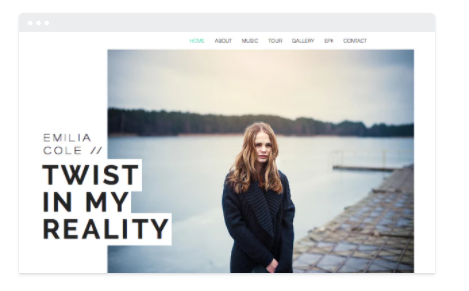 HOME ABOUT MUSIC TOUR GALLERY EPK CONTACT
EMILIA
COLE //
TWIST
IN MY
REALITY